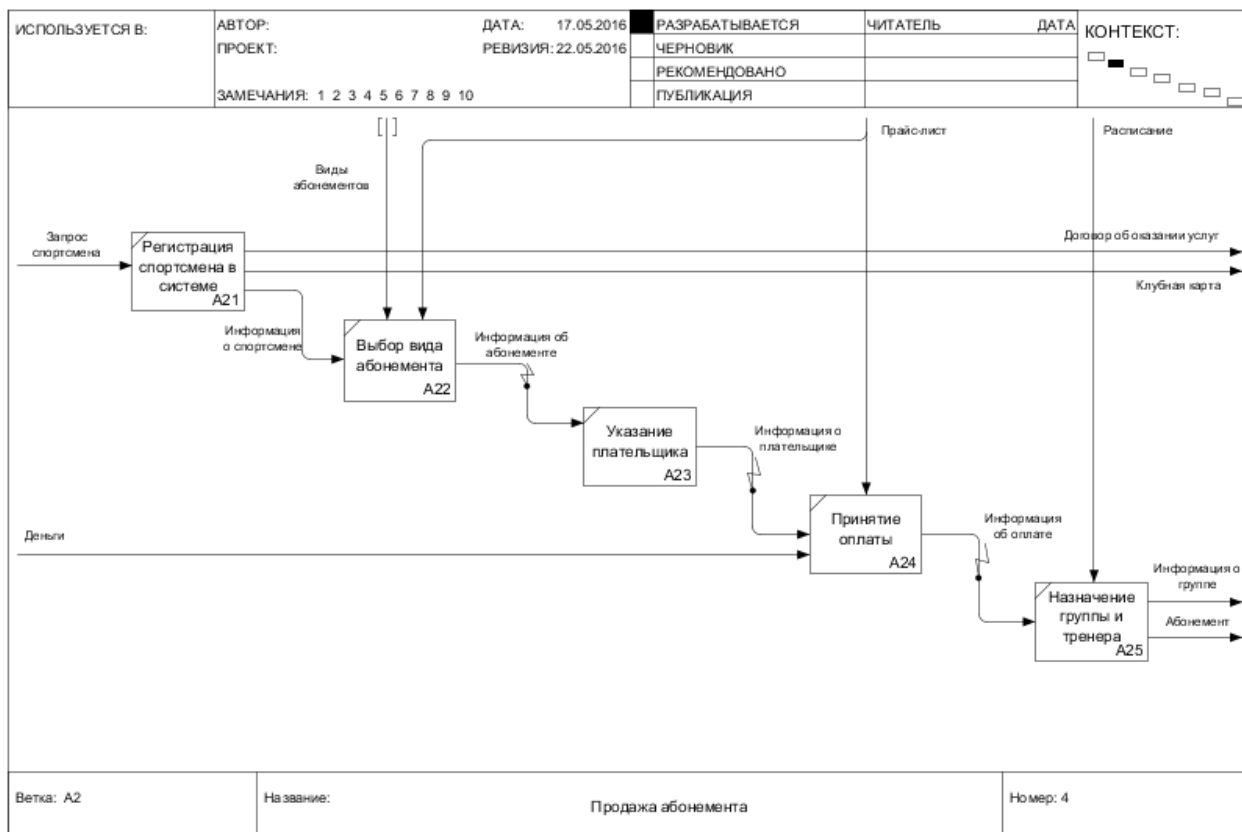 ИСПОЛЬЗУЕТСЯ В:
АВТОР:
ДАТА: 17.05.2016
РАЗРАБАТЫВАЕТСЯ
ЧИТАТЕЛЬ
ДАТА
КОНТЕКСТ:
ПРОЕКТ:
РЕВИЗИЯ: 22.05.2016
ЧЕРНОВИК
РЕКОМЕНДОВАНО
ЗАМЕЧАНИЯ: 1 2 3 4 5 6 7 8 9 10
ПУБЛИКАЦИЯ
Прайс-лист
Расписание
Виды
абонементов
Запрос
спортсмена
Регистрация
спортсмена в
системе
A21
Договор об оказании услуг
Клубная карта
Информация
о спортсмене
Выбор вида
абонемента
A22
Информация об
абонементе
Указание
плательщика
A23
Информация о
плательщике
Деньги
Принятие
оплаты
A24
Информация
об оплате
Назначение
группы и
тренера
A25
Информация о
группе
Абонемент
Ветка: A2
Название:
Продажа абонемента
Номер: 4